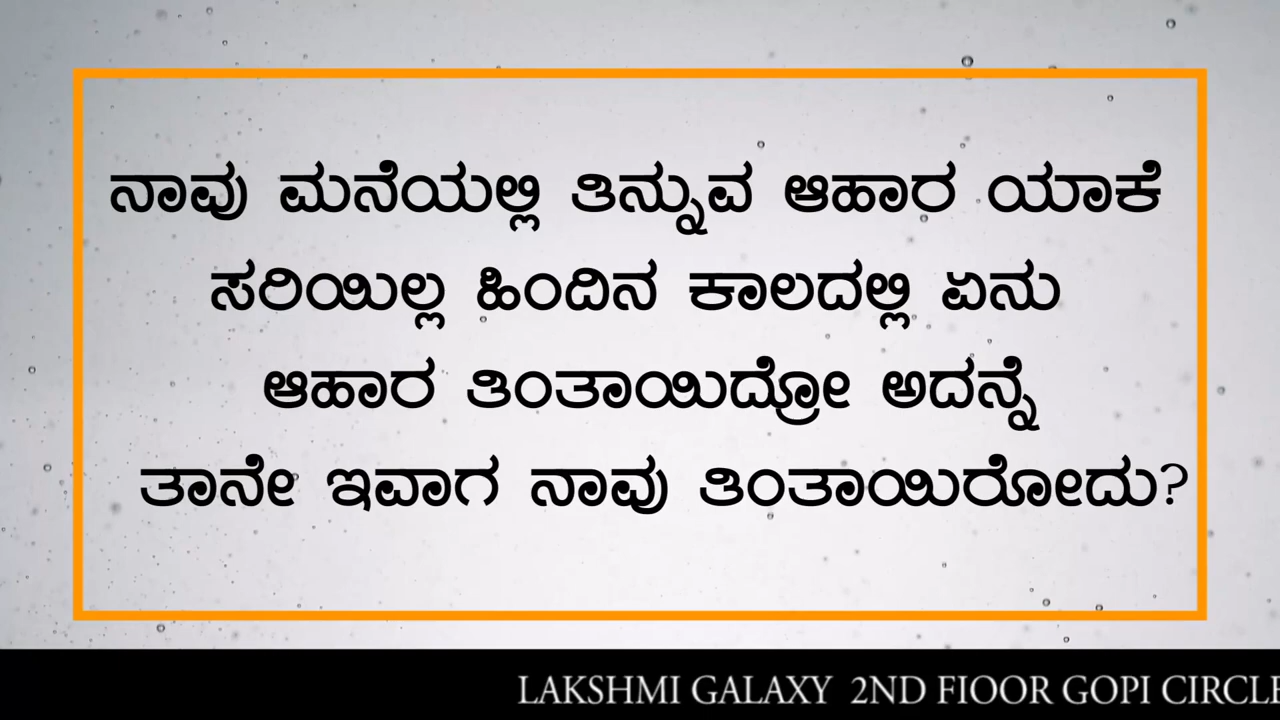 ನಾವು ಮನೆಯಲ್ಲಿ ತಿನ್ನುವ ಆಹಾರ ಯಾಕೆ
ಸರಿಯಿಲ್ಲ ಹಿಂದಿನ ಕಾಲದಲ್ಲಿ ಏನು
ಆಹಾರ ತಿಂತಾಯಿದ್ರೋ ಅದನ್ನೆ
ತಾನೇ ಇವಾಗ ನಾವು ತಿಂತಾಯಿರೋದು?
LAKSHMI GALAXY 2ND FIOOR GOPI CIRCLE